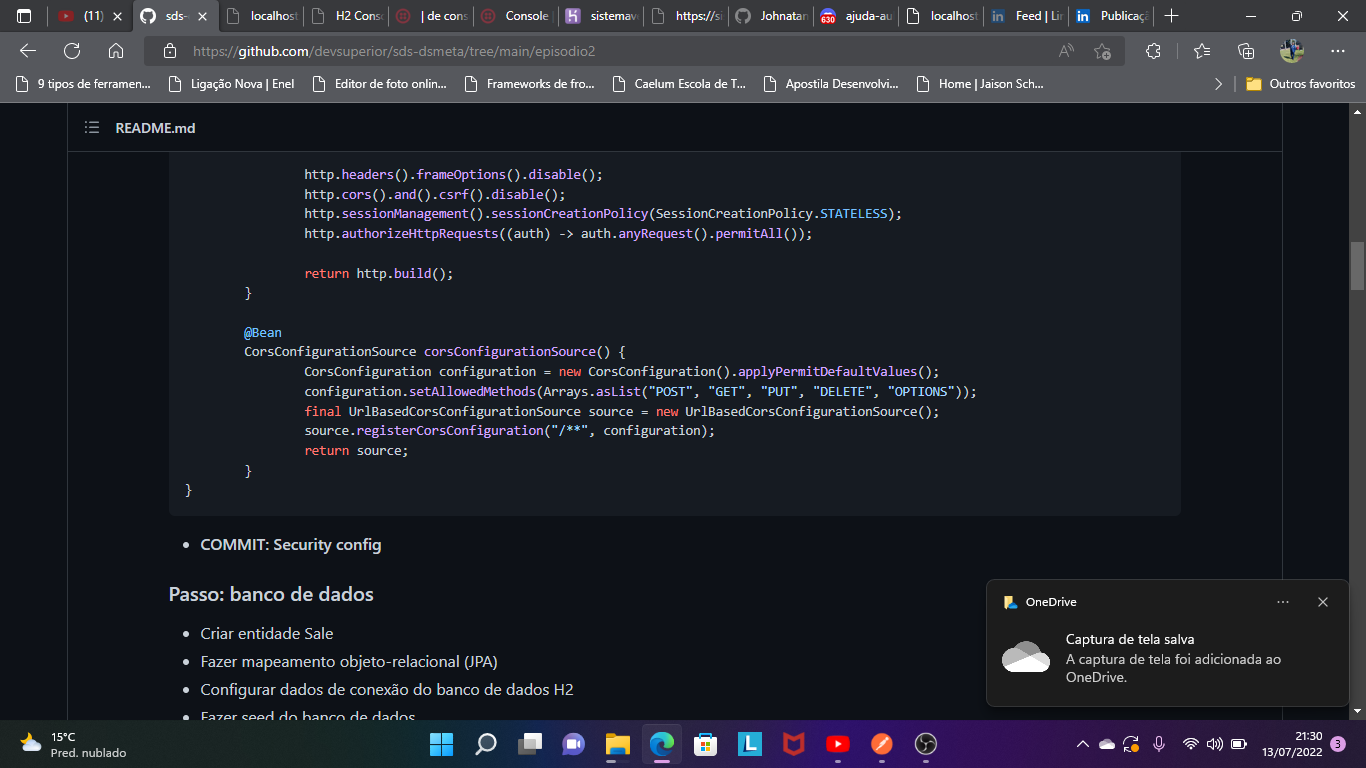 (11)
sds-
localhost
H2 Cons
| de cons
Console
sistemav
https://si
Johnatan
ajuda-au
localhost
Feed | Lin
Publicaçã
https://github.com/devsuperior/sds-dsmeta/tree/main/episodio2
9 tipos de ferramen...
Ligação Nova | Enel
Editor de foto onlin...
Frameworks de fro...
Caelum Escola de T...
Apostila Desenvolvi...
Home | Jaison Sch...
Outros favoritos
README.md
http.headers().frameOptions().disable();
http.cors().and().csrf().disable();
http.sessionManagement().sessionCreationPolicy(SessionCreationPolicy.STATELESS);
http.authorizeHttpRequests((auth) -> auth.anyRequest().permitAll());
return http.build();
}
@Bean
CorsConfigurationSource corsConfigurationSource() {
CorsConfiguration configuration = new CorsConfiguration().applyPermitDefaultValues();
configuration.setAllowedMethods(Arrays.asList("POST", "GET", "PUT", "DELETE", "OPTIONS"));
final UrlBasedCorsConfigurationSource source = new UrlBasedCorsConfigurationSource();
source.registerCorsConfiguration("/**", configuration);
return source;
}
}
COMMIT: Security config
Passo: banco de dados
Criar entidade Sale
Fazer mapeamento objeto-relacional (JPA)
Configurar dados de conexão do banco de dados H2
Fazer seed do banco de dados
OneDrive
Captura de tela salva
A captura de tela foi adicionada ao
OneDrive.
15°C
Pred. nublado
21:30
13/07/2022
3